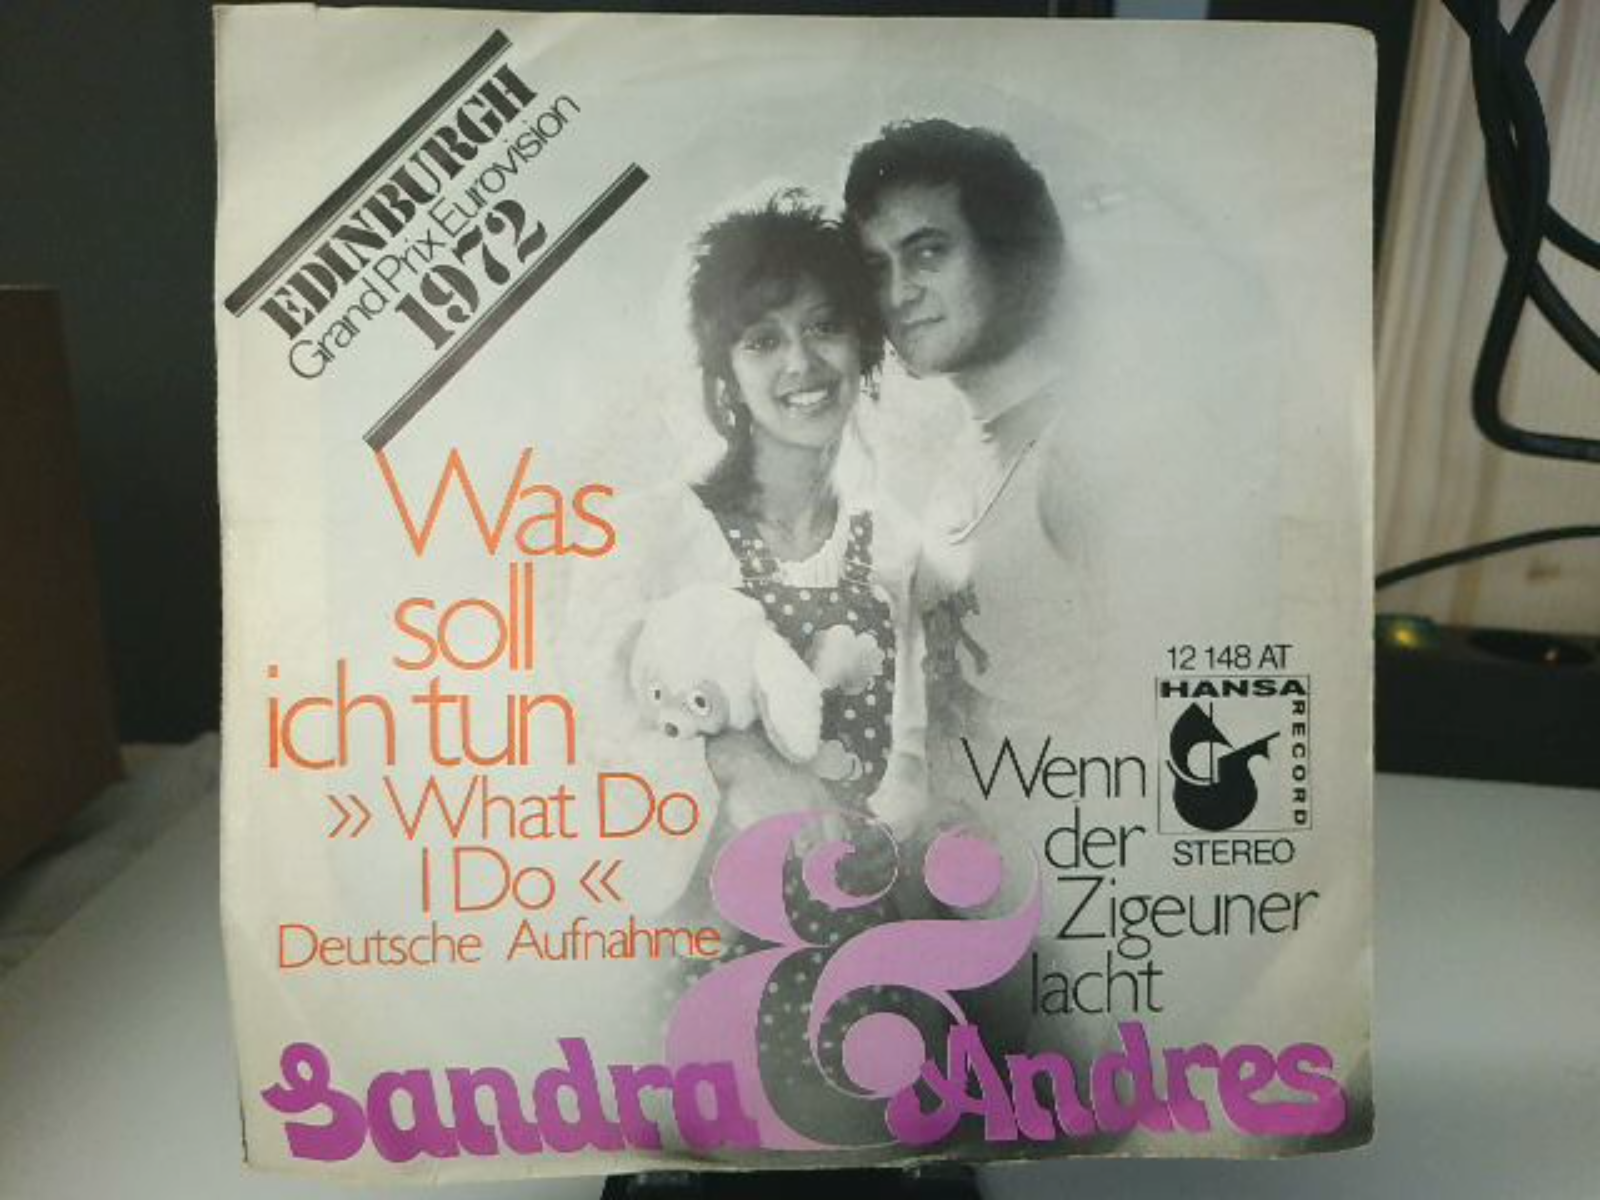 EDINBURGH
Grand Prix Eurovision
1972
Was
soll
ich tun
»What Do
I Do«
Deutsche Aufnahme
12 148 AT
HANSA
RECORD
STEREO
Wenn
der
Zigeuner
lacht
Sandra & Andres